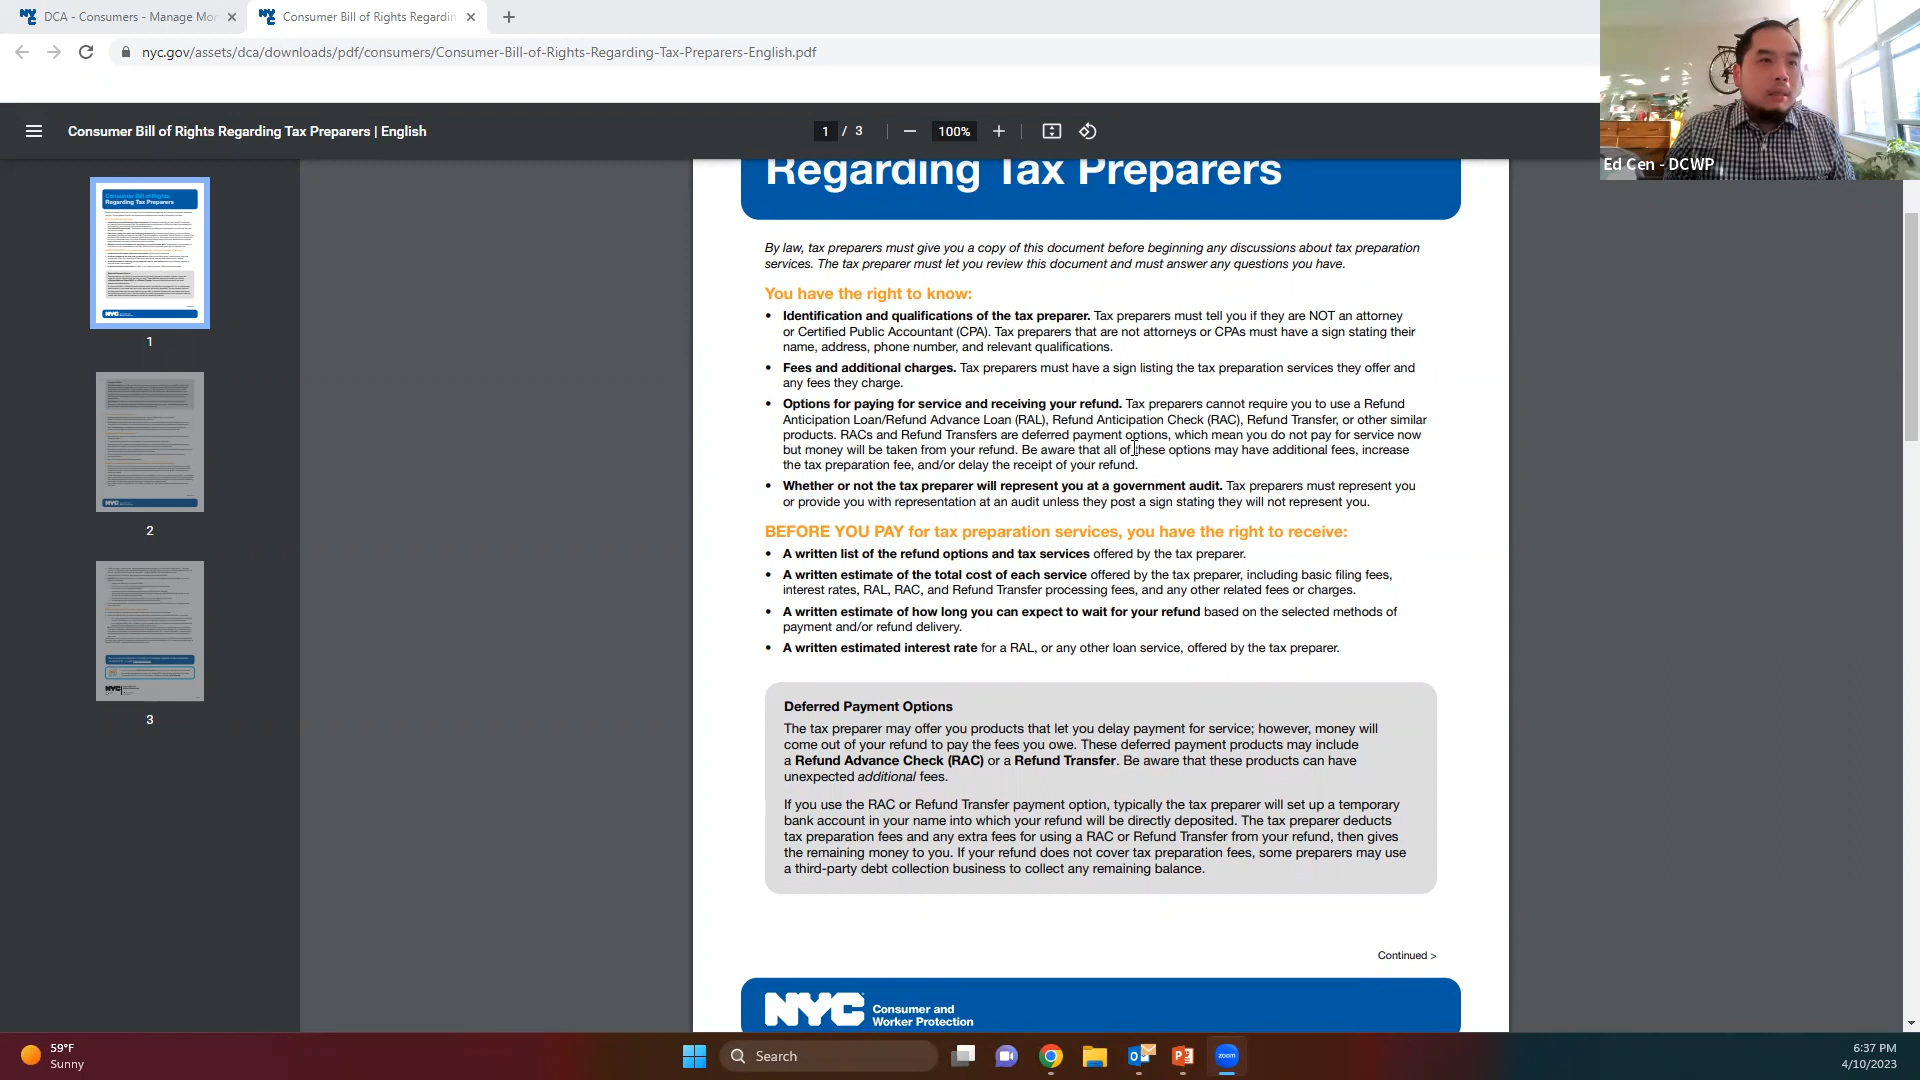 DCA - Consumers - Manage Mo
Consumer Bill of Rights Regardin
nyc.gov/assets/dca/downloads/pdf/consumers/Consumer-Bill-of-Rights-Regarding-Tax-Preparers-English.pdf
Consumer Bill of Rights Regarding Tax Preparers | English
1 / 3
100%
Ed Cen - DCWP
Regarding Tax Preparers
By law, tax preparers must give you a copy of this document before beginning any discussions about tax preparation
services. The tax preparer must let you review this document and must answer any questions you have.
You have the right to know:
• Identification and qualifications of the tax preparer. Tax preparers must tell you if they are NOT an attorney
or Certified Public Accountant (CPA). Tax preparers that are not attorneys or CPAs must have a sign stating their
name, address, phone number, and relevant qualifications.
• Fees and additional charges. Tax preparers must have a sign listing the tax preparation services they offer and
any fees they charge.
• Options for paying for service and receiving your refund. Tax preparers cannot require you to use a Refund
Anticipation Loan/Refund Advance Loan (RAL), Refund Anticipation Check (RAC), Refund Transfer, or other similar
products. RACs and Refund Transfers are deferred payment options, which mean you do not pay for service now
but money will be taken from your refund. Be aware that all of these options may have additional fees, increase
the tax preparation fee, and/or delay the receipt of your refund.
• Whether or not the tax preparer will represent you at a government audit. Tax preparers must represent you
or provide you with representation at an audit unless they post a sign stating they will not represent you.
BEFORE YOU PAY for tax preparation services, you have the right to receive:
• A written list of the refund options and tax services offered by the tax preparer.
• A written estimate of the total cost of each service offered by the tax preparer, including basic filing fees,
interest rates, RAL, RAC, and Refund Transfer processing fees, and any other related fees or charges.
• A written estimate of how long you can expect to wait for your refund based on the selected methods of
payment and/or refund delivery.
• A written estimated interest rate for a RAL, or any other loan service, offered by the tax preparer.
Deferred Payment Options
The tax preparer may offer you products that let you delay payment for service; however, money will
come out of your refund to pay the fees you owe. These deferred payment products may include
a Refund Advance Check (RAC) or a Refund Transfer. Be aware that these products can have
unexpected additional fees.
If you use the RAC or Refund Transfer payment option, typically the tax preparer will set up a temporary
bank account in your name into which your refund will be directly deposited. The tax preparer deducts
tax preparation fees and any extra fees for using a RAC or Refund Transfer from your refund, then gives
the remaining money to you. If your refund does not cover tax preparation fees, some preparers may use
a third-party debt collection business to collect any remaining balance.
Continued >
NYC
Consumer and
Worker Protection
Regarding Tax Preparers
NYC
1
2
3
59°F
Sunny
Search
zoom
6:37 PM
4/10/2023